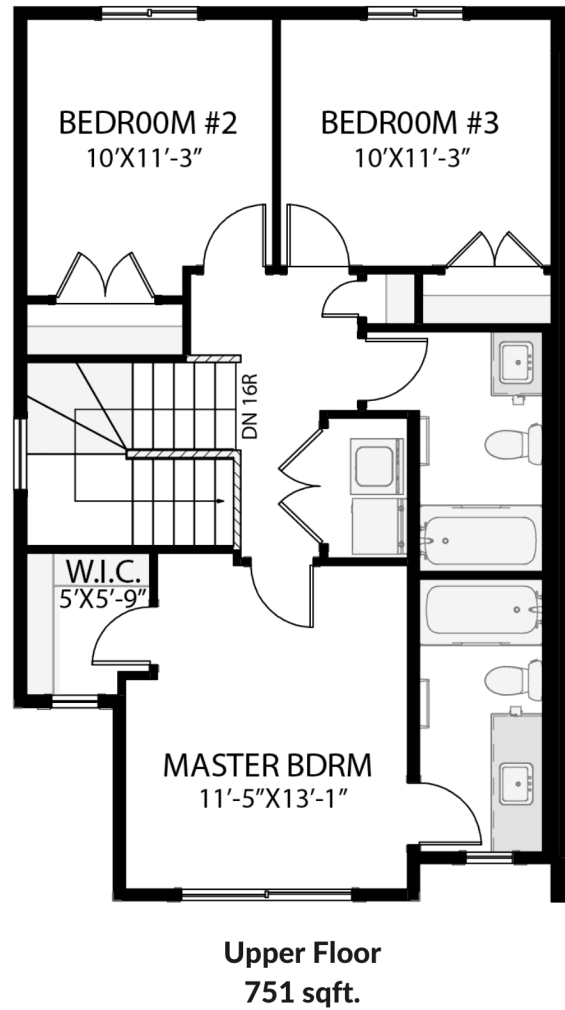 BEDR00M #2
10'X11'-3”
BEDR00M #3
10'X11'-3”
DN 16R
W.I.C.
5'X5'-9”
MASTER BDRM
11'-5”X13'-1”
Upper Floor
751 sqft.